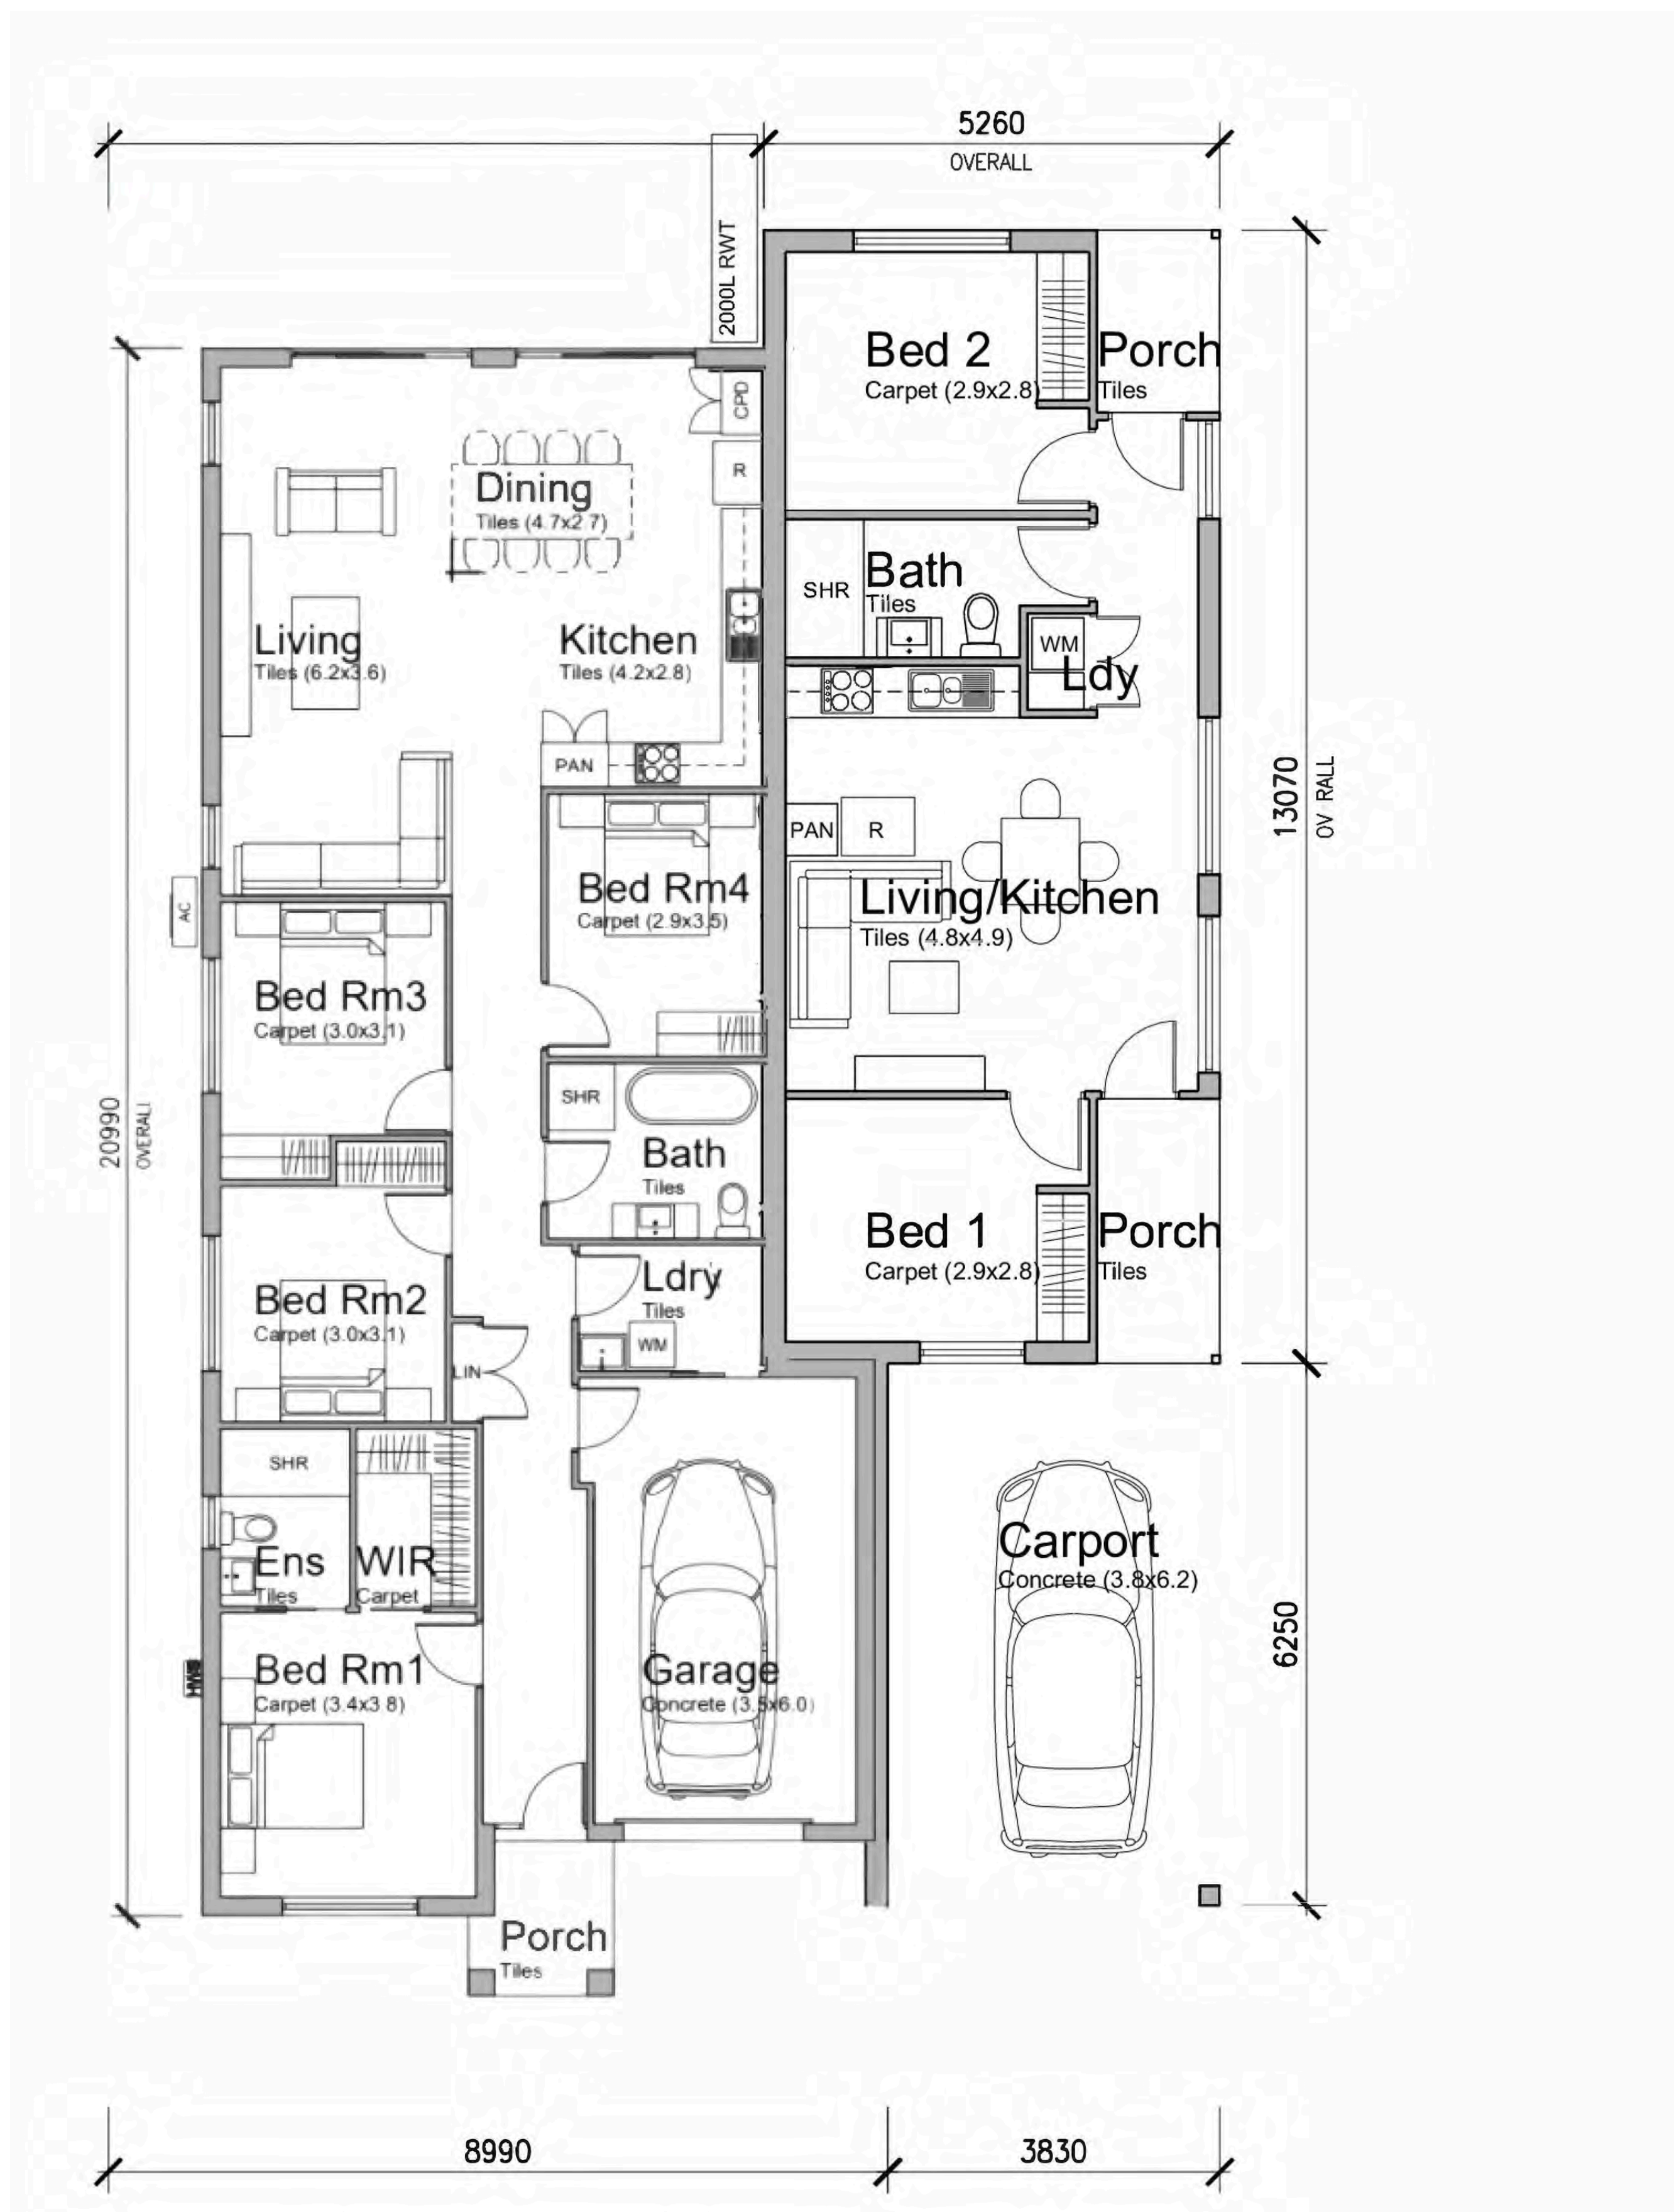 5260
OVERALL
2000L RWT
Bed 2
Carpet (2.9x2.8)
Porch
Tiles
CPD
R
Dining
Tiles (4.7x2 7)
SHR
Bath
Tiles
WM
Ldy
Living
Tiles (6.2x3.6)
Kitchen
Tiles (4.2x2.8)
PAN
PAN
R
13070
OV RALL
Living/Kitchen
Tiles (4.8x4.9)
Bed Rm4
Carpet (2.9x3.5)
AC
Bed Rm3
Carpet (3.0x3.1)
20990
OVERALL
SHR
Bath
Tiles
Bed 1
Carpet (2.9x2.8)
Porch
Tiles
Ldry
Tiles
WM
Bed Rm2
Carpet (3.0x3.1)
LIN
SHR
Ens
Tiles
WIR
Carpet
Carport
Concrete (3.8x6.2)
6250
Bed Rm1
Carpet (3.4x3 8)
Garage
Concrete (3.5x6.0)
Porch
Tiles
8990
3830